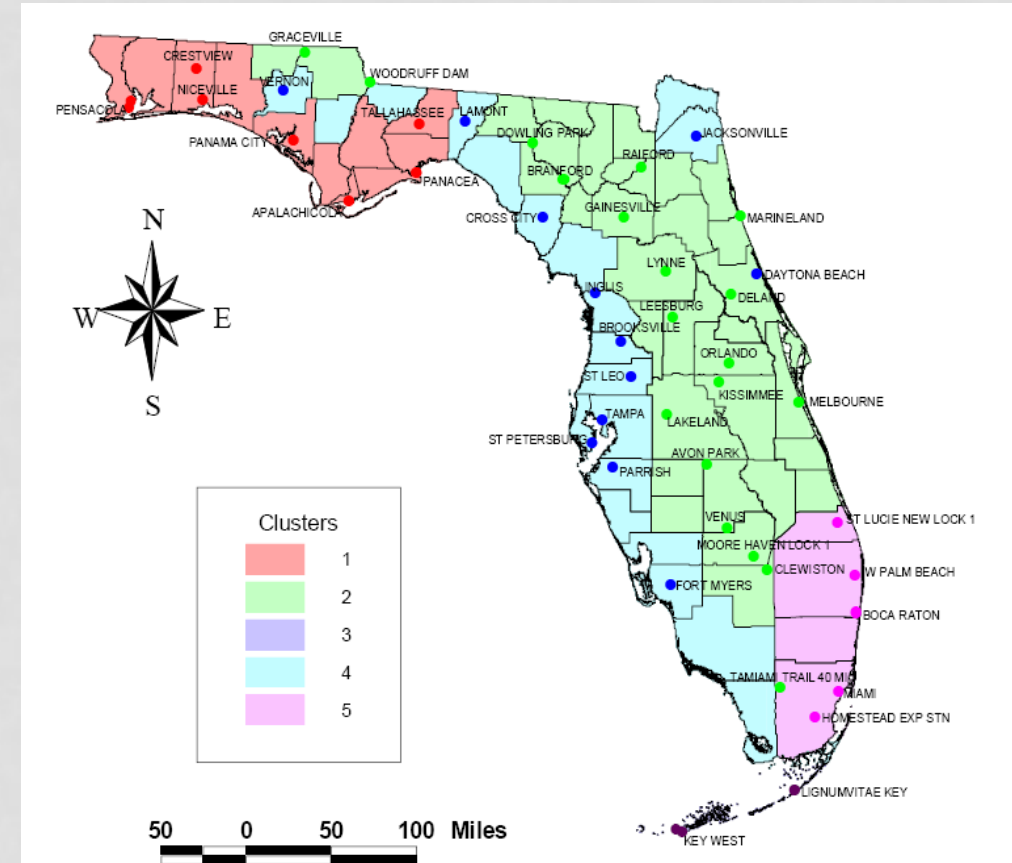 GRACEVILLE
CRESTVIEW
WOODRUFF DAM
VERNON
NICEVILLE
PENSACOLA
TALLAHASSEE
LAMONT
JACKSONVILLE
DOWLING PARK
PANAMA CITY
RAIFORD
BRANFORD
PANACEA
GAINESVILLE
APALACHICOLA
CROSS CITY
MARINELAND
N
LYNNE
DAYTONA BEACH
INGLIS
DELAND
LEESBURG
W
E
BROOKSVILLE
ORLANDO
ST LEO
KISSIMMEE
S
MELBOURNE
TAMPA
LAKELAND
ST PETERSBURG
AVON PARK
PARRISH
VENUS
ST LUCIE NEW LOCK 1
Clusters
MOORE HAVEN LOCK 1
1
CLEWISTON
W PALM BEACH
FORT MYERS
2
BOCA RATON
3
4
TAMIAMI TRAIL 40 MI
MIAMI
5
HOMESTEAD EXP STN
LIGNUMVITAE KEY
50 0 50 100 Miles
KEY WEST